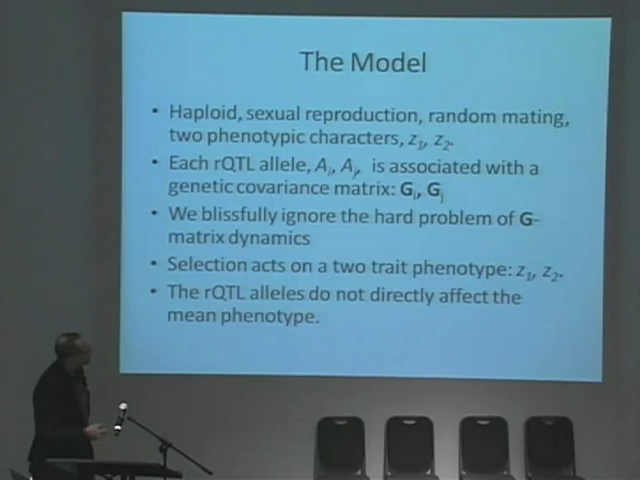 The Model
• Haploid, sexual reproduction, random mating,
two phenotypic characters, z1, z2.
• Each rQTL allele, Ai, Aj, is associated with a
genetic covariance matrix: Gi, Gj
• We blissfully ignore the hard problem of G-
matrix dynamics
• Selection acts on a two trait phenotype: z1, z2.
• The rQTL alleles do not directly affect the
mean phenotype.